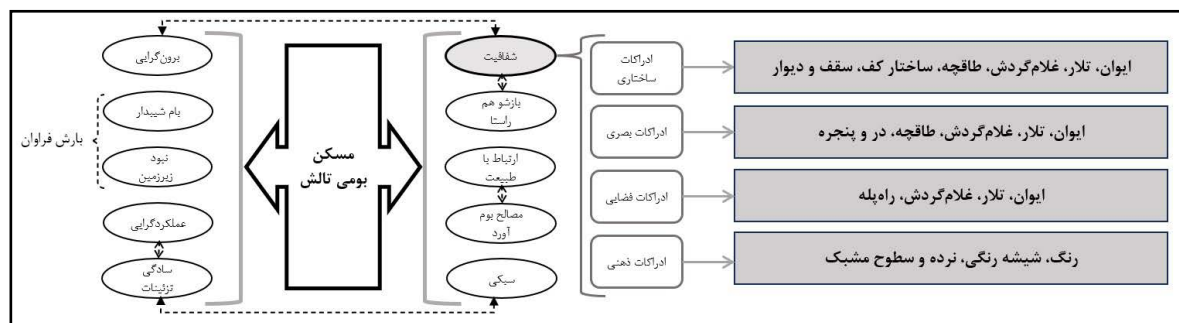 شفافیت
بازشو هم
راستا
ارتباط با
طبیعت
مصالح بوم
آورد
سبکی
ادراکات
ساختاری
ادراکات بصری
ادراکات فضایی
ادراکات ذهنی
ایوان، تلار، غلام‌گردش، طاقچه، ساختار کف، سقف و دیوار
ایوان، تلار، غلام‌گردش، طاقچه، در و پنجره
ایوان، تلار، غلام‌گردش، راه‌پله
رنگ، شیشه رنگی، نرده و سطوح مشبک
مسکن
بومی تالش
برون‌گرایی
بام شیبدار
نبود
زیرزمین
بارش فراوان
عملکردگرایی
سادگی
تزئینات